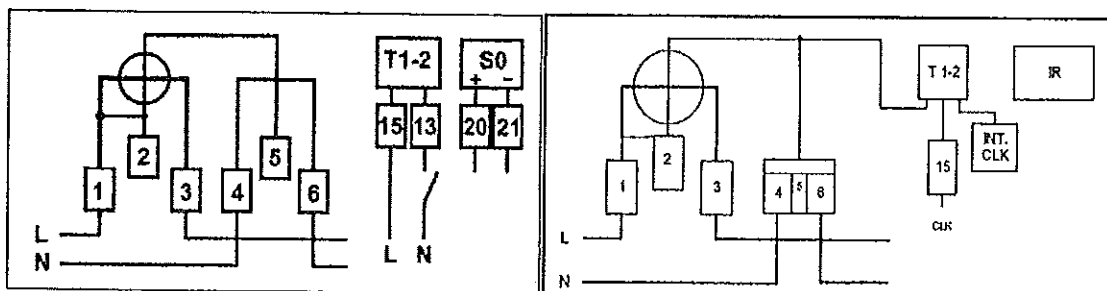 T1-2
S0
+ -
15 13 20 21
2 5
1 3 4 6
L
N
L N
T 1-2
IR
INT.
CLK
15
2
1 3
4 5 6
CLK
L
N